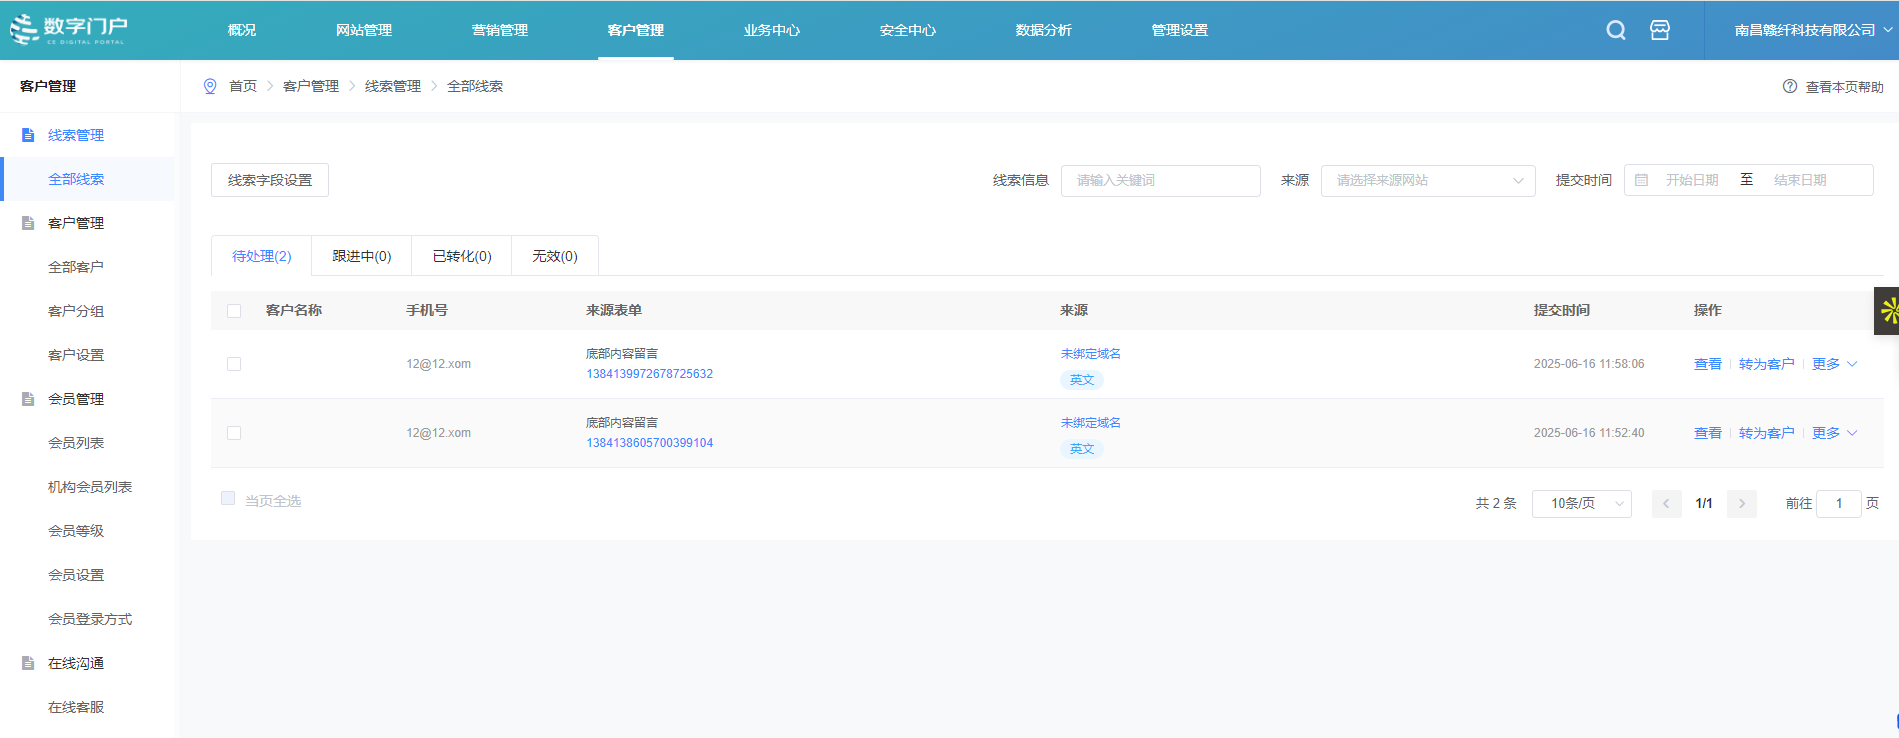 数字门户
CE DIGITAL PORTAL
概况 网站管理 营销管理 客户管理 业务中心 安全中心 数据分析 管理设置
南昌赣纤科技有限公司
客户管理
首页 > 客户管理 > 线索管理 > 全部线索
查看本页帮助
线索管理
全部线索
客户管理
全部客户
客户分组
客户设置
会员管理
会员列表
机构会员列表
会员等级
会员设置
会员登录方式
在线沟通
在线客服
线索字段设置
线索信息 请输入关键词 来源 请选择来源网站 提交时间 开始日期 至 结束日期
待处理(2) 跟进中(0) 已转化(0) 无效(0)
客户名称 手机号 来源表单 来源 提交时间 操作
12@12.xom 底部内容留言 未绑定域名 2025-06-16 11:58:06 查看 转为客户 更多
1384139972678725632 英文
12@12.xom 底部内容留言 未绑定域名 2025-06-16 11:52:40 查看 转为客户 更多
1384138605700399104 英文
当页全选
共 2 条 10条/页 < 1/1 > 前往 1 页